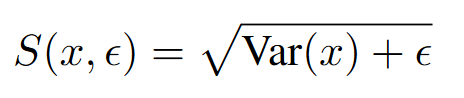 S(x, ϵ) = √(Var(x) + ϵ)